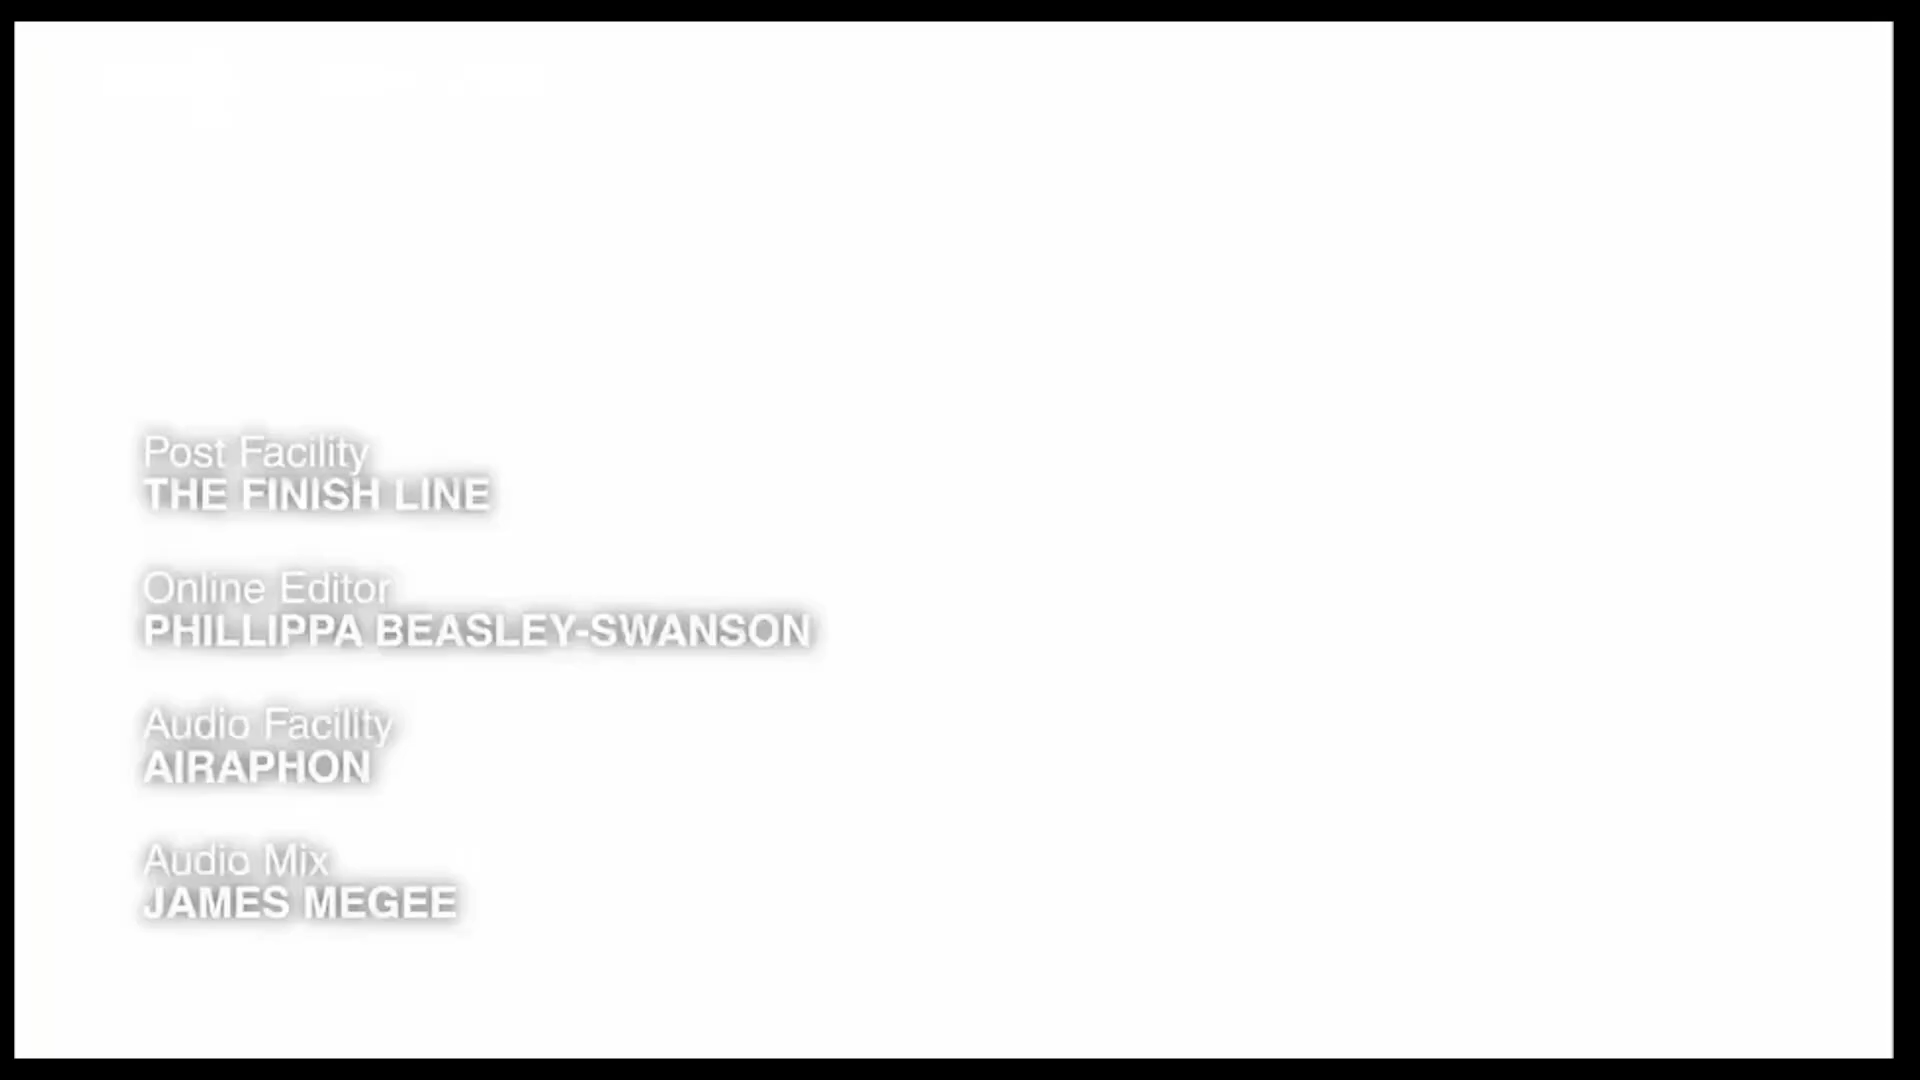 Post Facility
THE FINISH LINE
Online Editor
PHILLIPPA BEASLEY-SWANSON
Audio Facility
AIRAPHON
Audio Mix
JAMES MEGEE